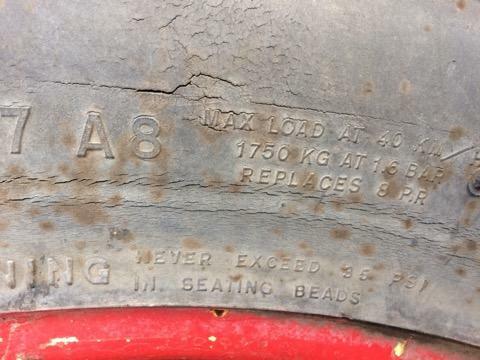 7 A8
MAX LOAD AT 40 KM/H
1750 KG AT 1.6 BAR
REPLACES 8 P.R
NING
NEVER EXCEED 35 PSI
IN SEATING BEADS